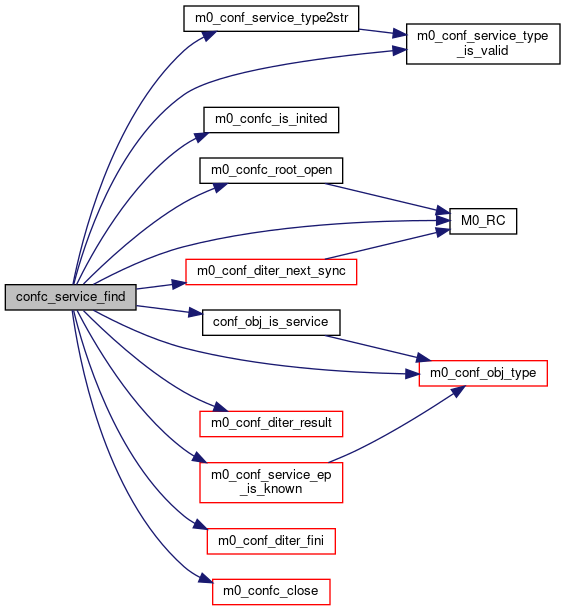 m0_conf_service_type2str
m0_conf_service_type
_is_valid
m0_confc_is_inited
m0_confc_root_open
M0_RC
m0_conf_diter_next_sync
confc_service_find
conf_obj_is_service
m0_conf_obj_type
m0_conf_diter_result
m0_conf_service_ep
_is_known
m0_conf_diter_fini
m0_confc_close